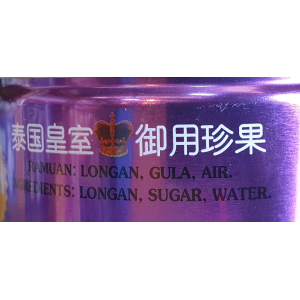 泰国皇室 御用珍果
RAMUAN: LONGAN, GULA, AIR.
INGREDIENTS: LONGAN, SUGAR, WATER.